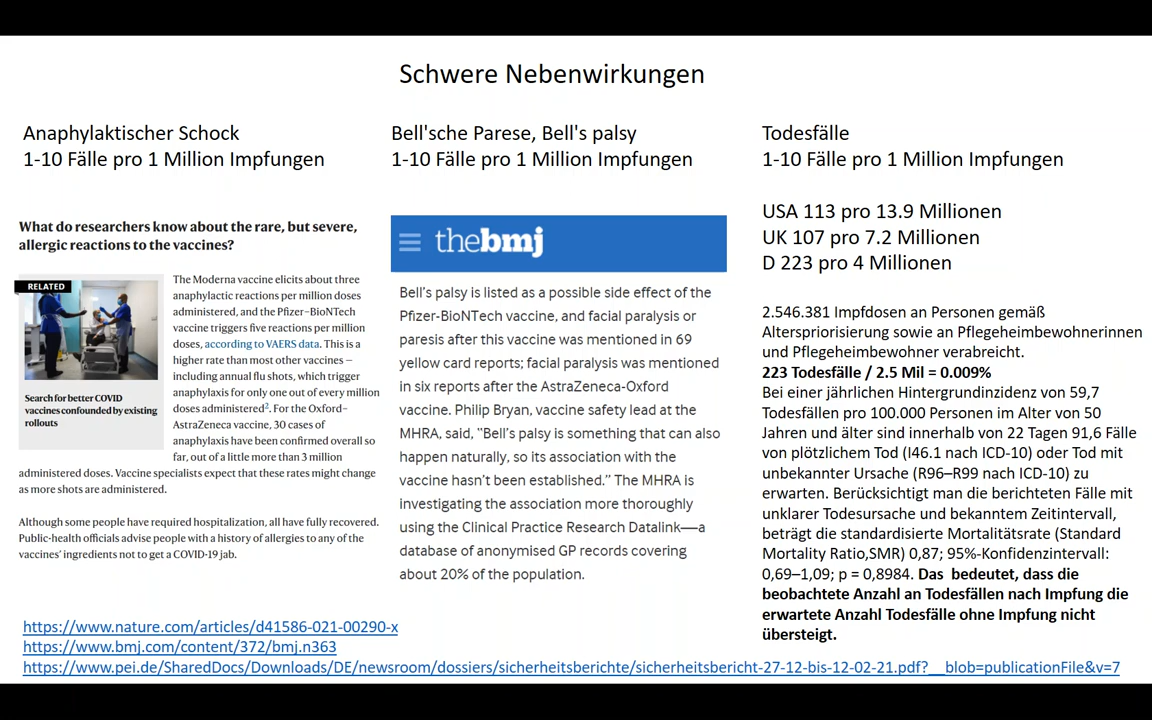 Schwere Nebenwirkungen
Anaphylaktischer Schock
1-10 Fälle pro 1 Million Impfungen
What do researchers know about the rare, but severe,
allergic reactions to the vaccines?
RELATED
Search for better COVID
vaccines confounded by existing
rollouts
The Moderna vaccine elicits about three
anaphylactic reactions per million doses
administered, and the Pfizer–BioNTech
vaccine triggers five reactions per million
doses, according to VAERS data. This is a
higher rate than most other vaccines —
including annual flu shots, which trigger
anaphylaxis for only one out of every million
doses administered². For the Oxford–
AstraZeneca vaccine, 30 cases of
anaphylaxis have been confirmed overall so
far, out of a little more than 3 million
administered doses. Vaccine specialists expect that these rates might change
as more shots are administered.
Although some people have required hospitalization, all have fully recovered.
Public-health officials advise people with a history of allergies to any of the
vaccines’ ingredients not to get a COVID-19 jab.
Bell'sche Parese, Bell's palsy
1-10 Fälle pro 1 Million Impfungen
thebmj
Bell’s palsy is listed as a possible side effect of the
Pfizer-BioNTech vaccine, and facial paralysis or
paresis after this vaccine was mentioned in 69
yellow card reports; facial paralysis was mentioned
in six reports after the AstraZeneca-Oxford
vaccine. Philip Bryan, vaccine safety lead at the
MHRA, said, “Bell’s palsy is something that can also
happen naturally, so its association with the
vaccine hasn’t been established.” The MHRA is
investigating the association more thoroughly
using the Clinical Practice Research Datalink—a
database of anonymised GP records covering
about 20% of the population.
Todesfälle
1-10 Fälle pro 1 Million Impfungen
USA 113 pro 13.9 Millionen
UK 107 pro 7.2 Millionen
D 223 pro 4 Millionen
2.546.381 Impfdosen an Personen gemäß
Alterspriorisierung sowie an Pflegeheimbewohnerinnen
und Pflegeheimbewohner verabreicht.
223 Todesfälle / 2.5 Mil = 0.009%
Bei einer jährlichen Hintergrundinzidenz von 59,7
Todesfällen pro 100.000 Personen im Alter von 50
Jahren und älter sind innerhalb von 22 Tagen 91,6 Fälle
von plötzlichem Tod (I46.1 nach ICD-10) oder Tod mit
unbekannter Ursache (R96–R99 nach ICD-10) zu
erwarten. Berücksichtigt man die berichteten Fälle mit
unklarer Todesursache und bekanntem Zeitintervall,
beträgt die standardisierte Mortalitätsrate (Standard
Mortality Ratio,SMR) 0,87; 95%-Konfidenzintervall:
0,69–1,09; p = 0,8984. Das bedeutet, dass die
beobachtete Anzahl an Todesfällen nach Impfung die
erwartete Anzahl Todesfälle ohne Impfung nicht
übersteigt.
https://www.nature.com/articles/d41586-021-00290-x
https://www.bmj.com/content/372/bmj.n363
https://www.pei.de/SharedDocs/Downloads/DE/newsroom/dossiers/sicherheitsberichte/sicherheitsbericht-27-12-bis-12-02-21.pdf?__blob=publicationFile&v=7